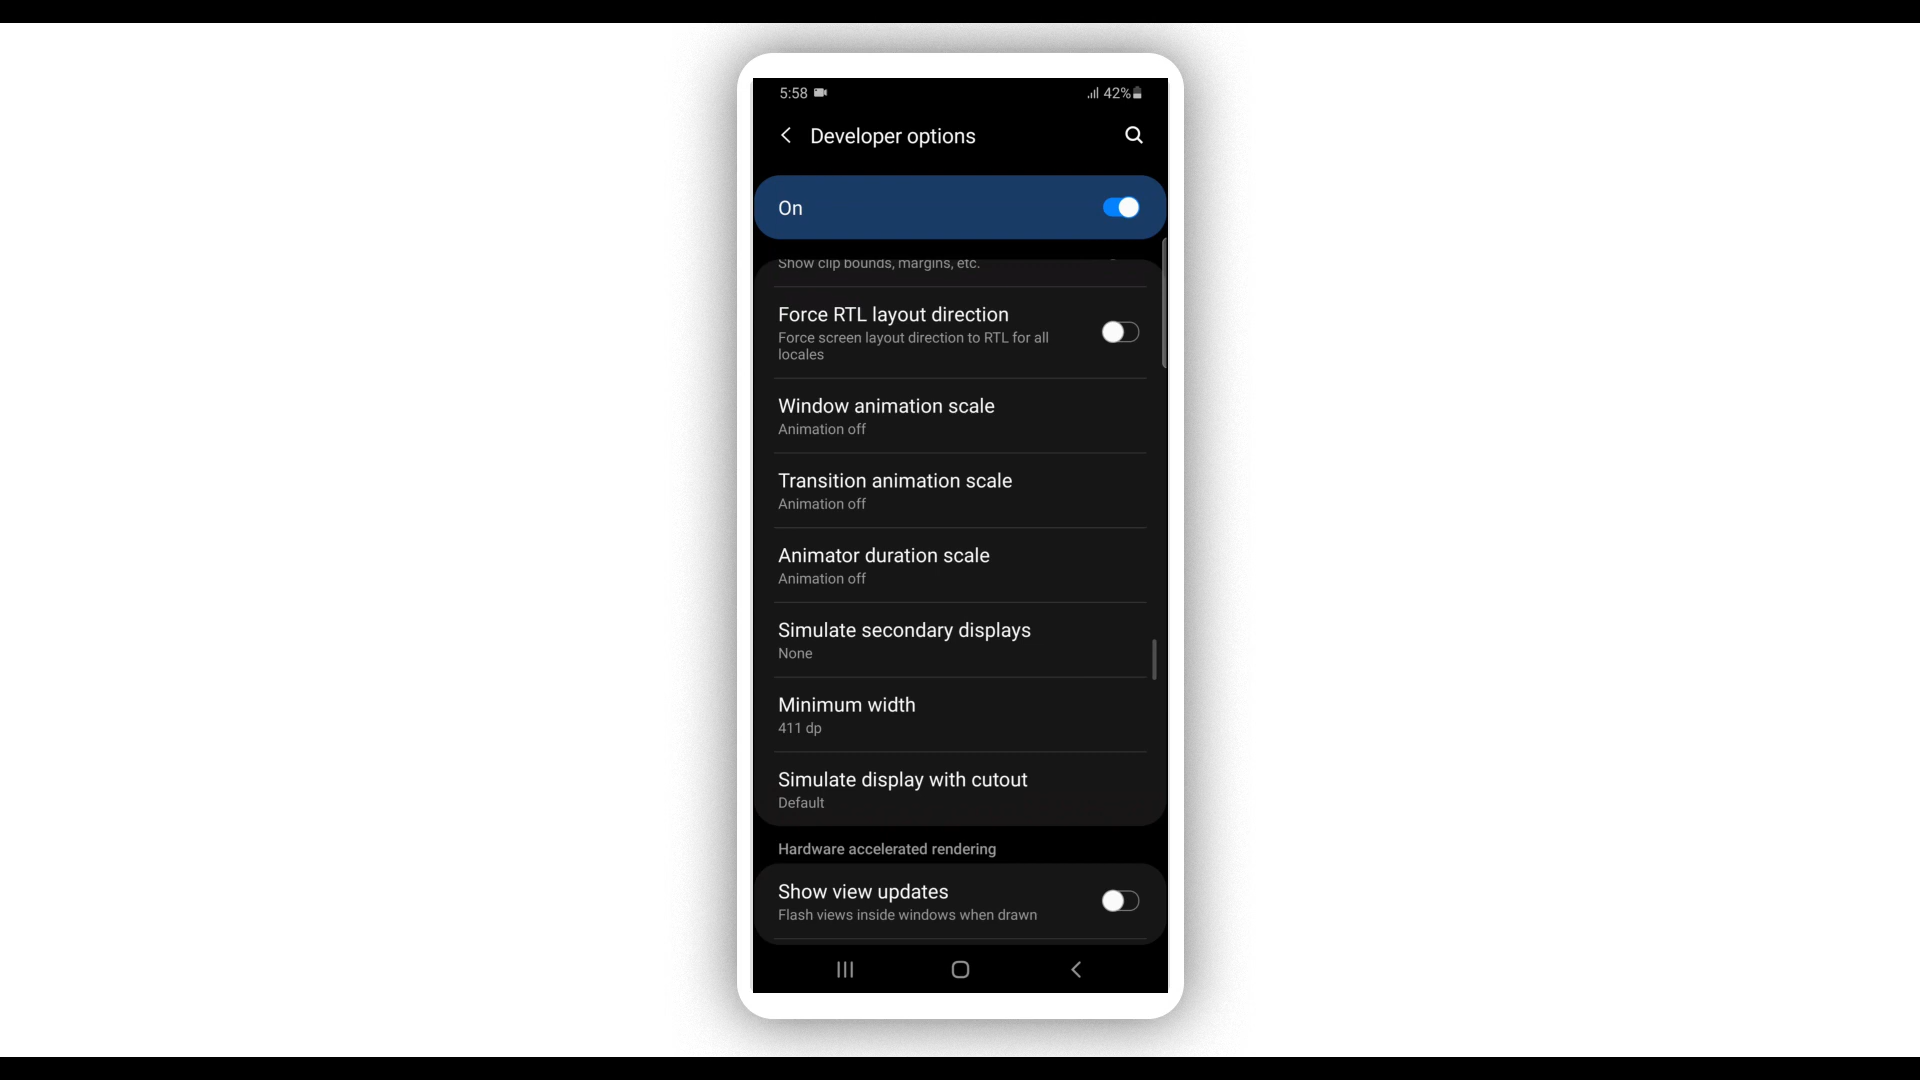 5:58 42%
Developer options
On
Show clip bounds, margins, etc.
Force RTL layout direction
Force screen layout direction to RTL for all
locales
Window animation scale
Animation off
Transition animation scale
Animation off
Animator duration scale
Animation off
Simulate secondary displays
None
Minimum width
411 dp
Simulate display with cutout
Default
Hardware accelerated rendering
Show view updates
Flash views inside windows when drawn